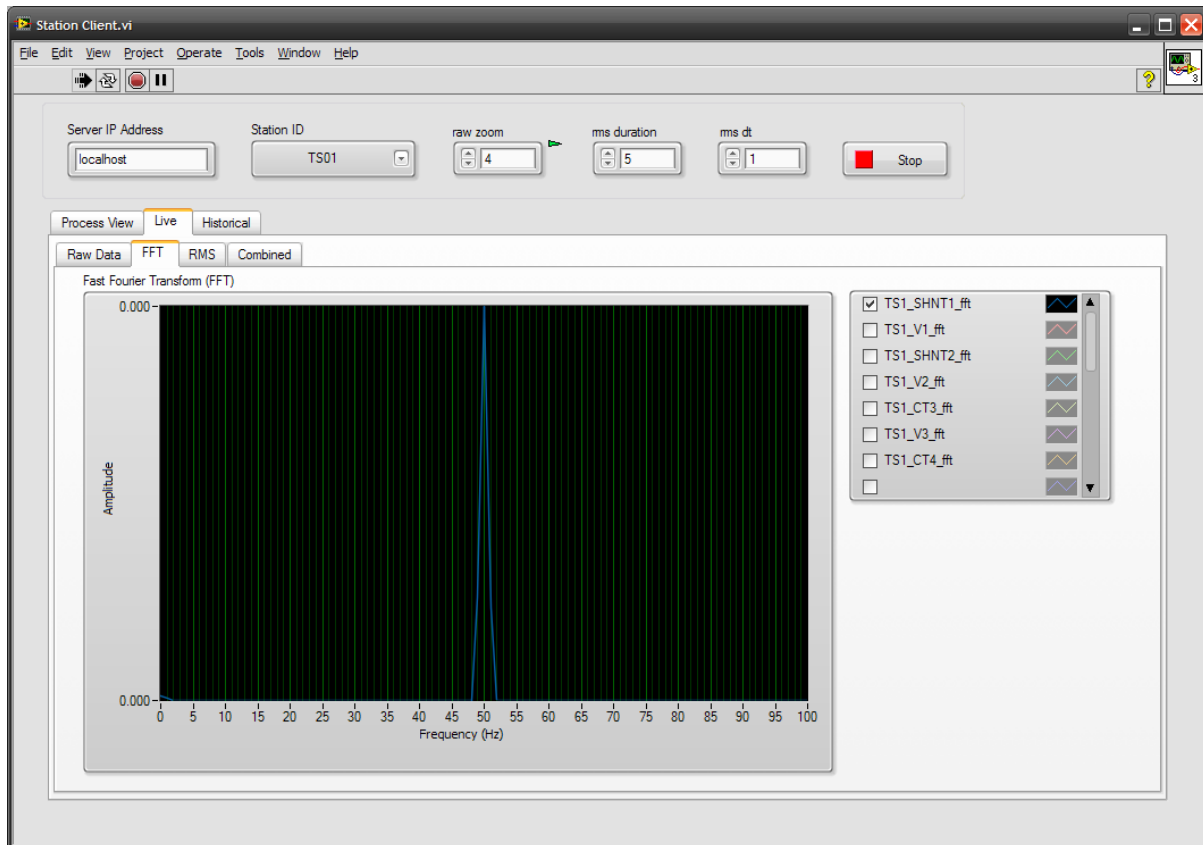 Station Client.vi
File Edit View Project Operate Tools Window Help
3
Server IP Address Station ID raw zoom rms duration rms dt
localhost TS01 4 5 1 Stop
Process View Live Historical
Raw Data FFT RMS Combined
Fast Fourier Transform (FFT)
0.000
Amplitude
0.000
0 5 10 15 20 25 30 35 40 45 50 55 60 65 70 75 80 85 90 95 100
Frequency (Hz)
TS1_SHNT1_fft
TS1_V1_fft
TS1_SHNT2_fft
TS1_V2_fft
TS1_CT3_fft
TS1_V3_fft
TS1_CT4_fft